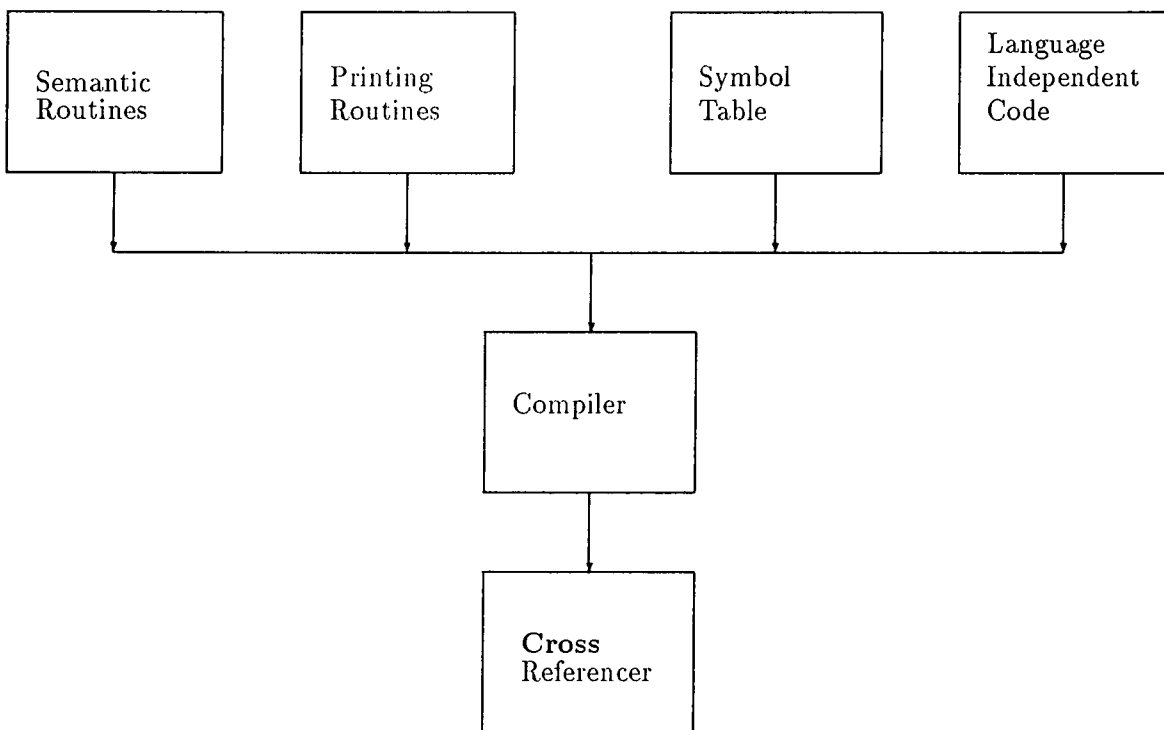 Semantic
Routines
Printing
Routines
Symbol
Table
Language
Independent
Code
Compiler
Cross
Referencer